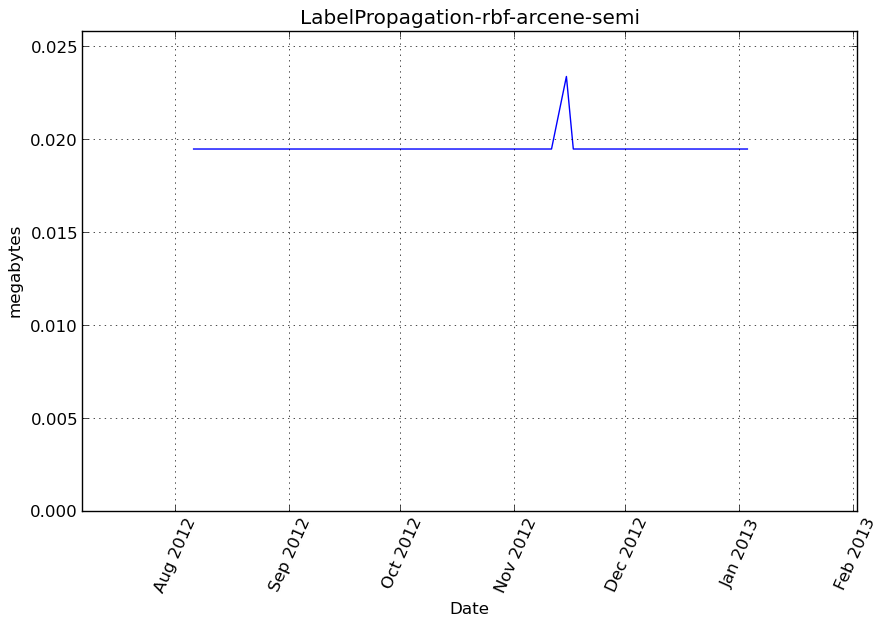 LabelPropagation-rbf-arcene-semi
0.025
0.020
0.015
0.010
0.005
0.000
megabytes
Aug 2012
Sep 2012
Oct 2012
Nov 2012
Dec 2012
Jan 2013
Feb 2013
Date